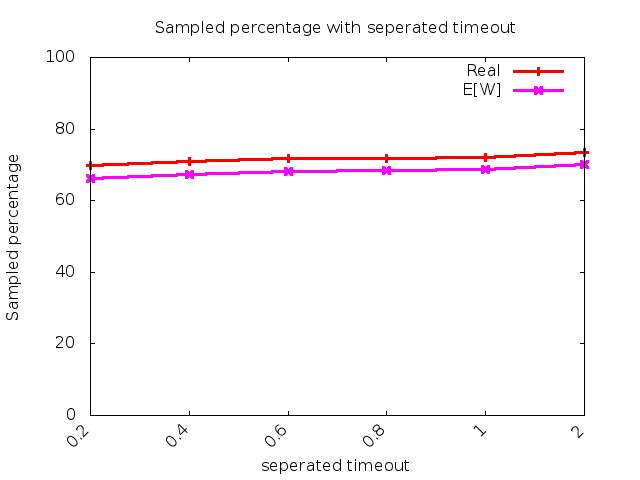 Sampled percentage with seperated timeout
Real
E[W]
100
80
60
40
20
0
Sampled percentage
0.2
0.4
0.6
0.8
1
2
seperated timeout